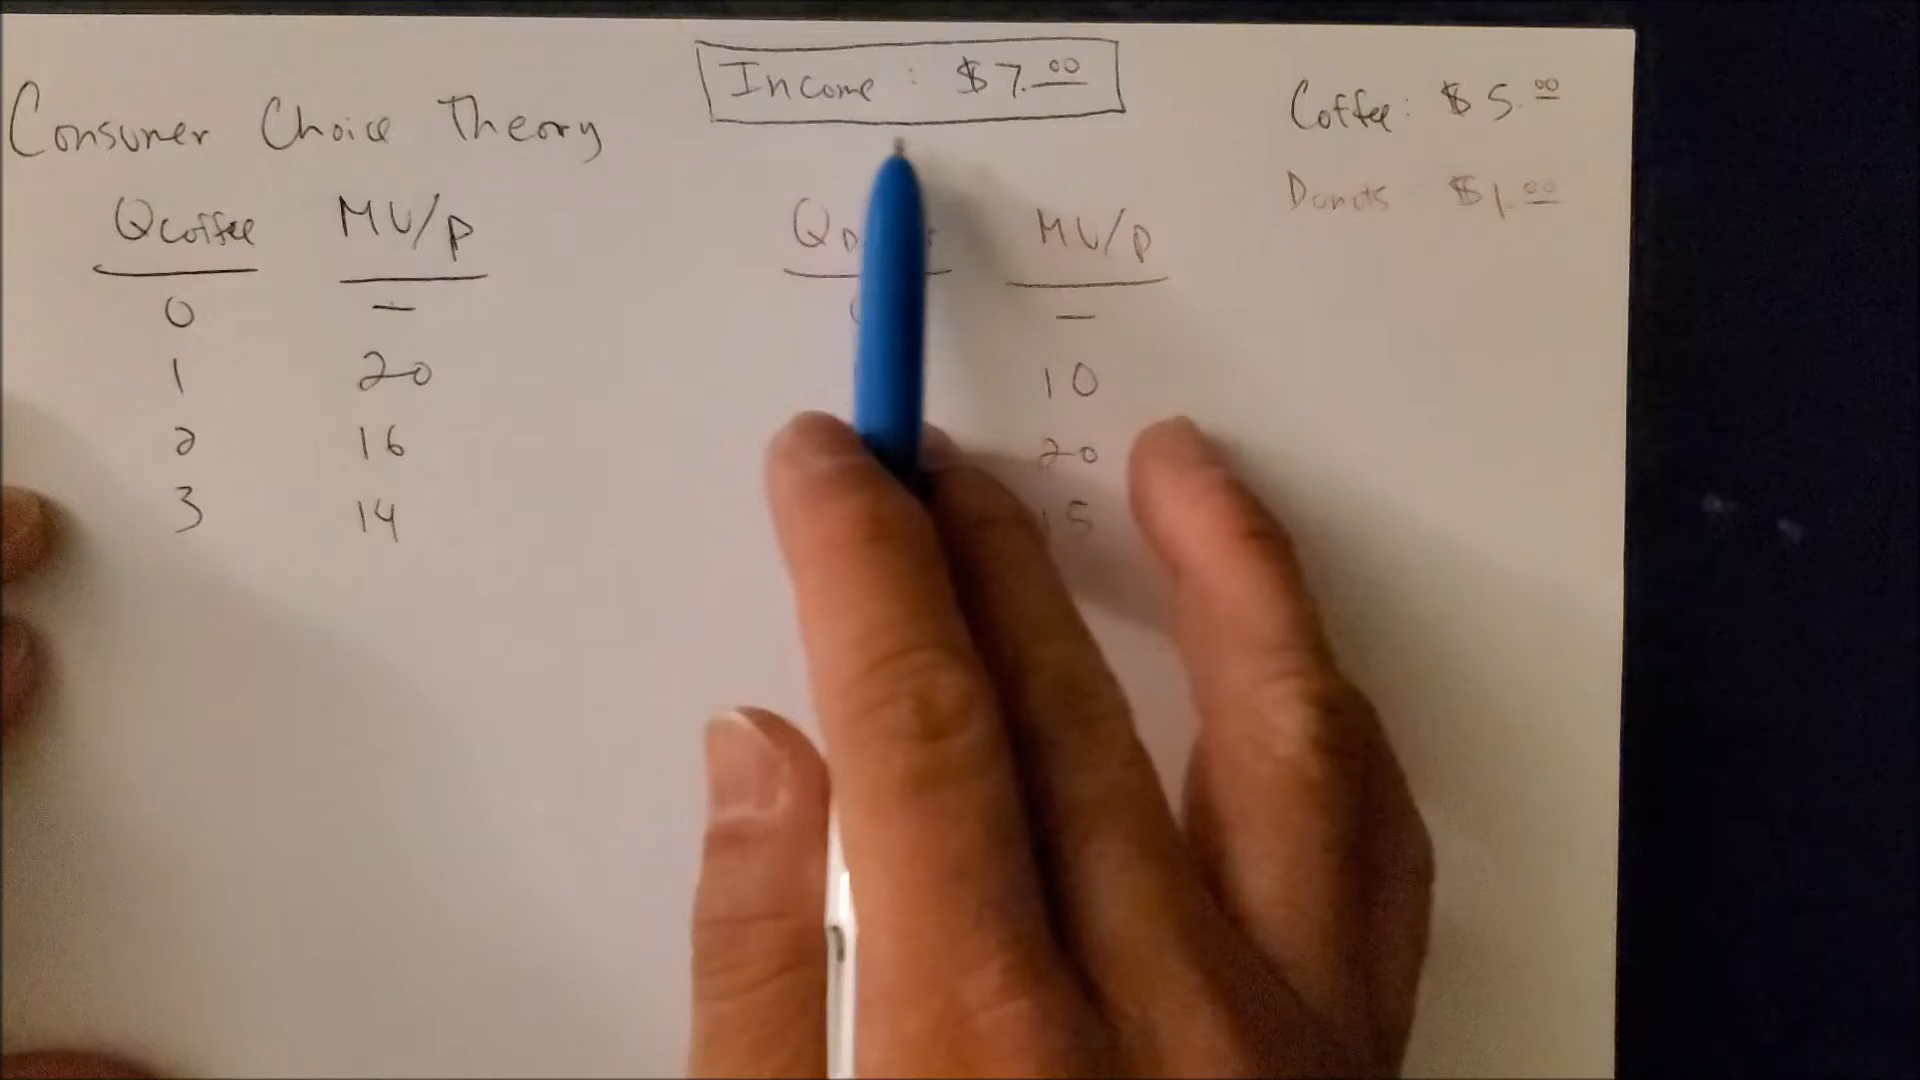 Income : $7.00
Coffee: $5.00
Consumer Choice Theory
Donuts $1.00
Qcoffee MU/P MU/P
0 — —
1 20 10
2 16 20
3 14 15